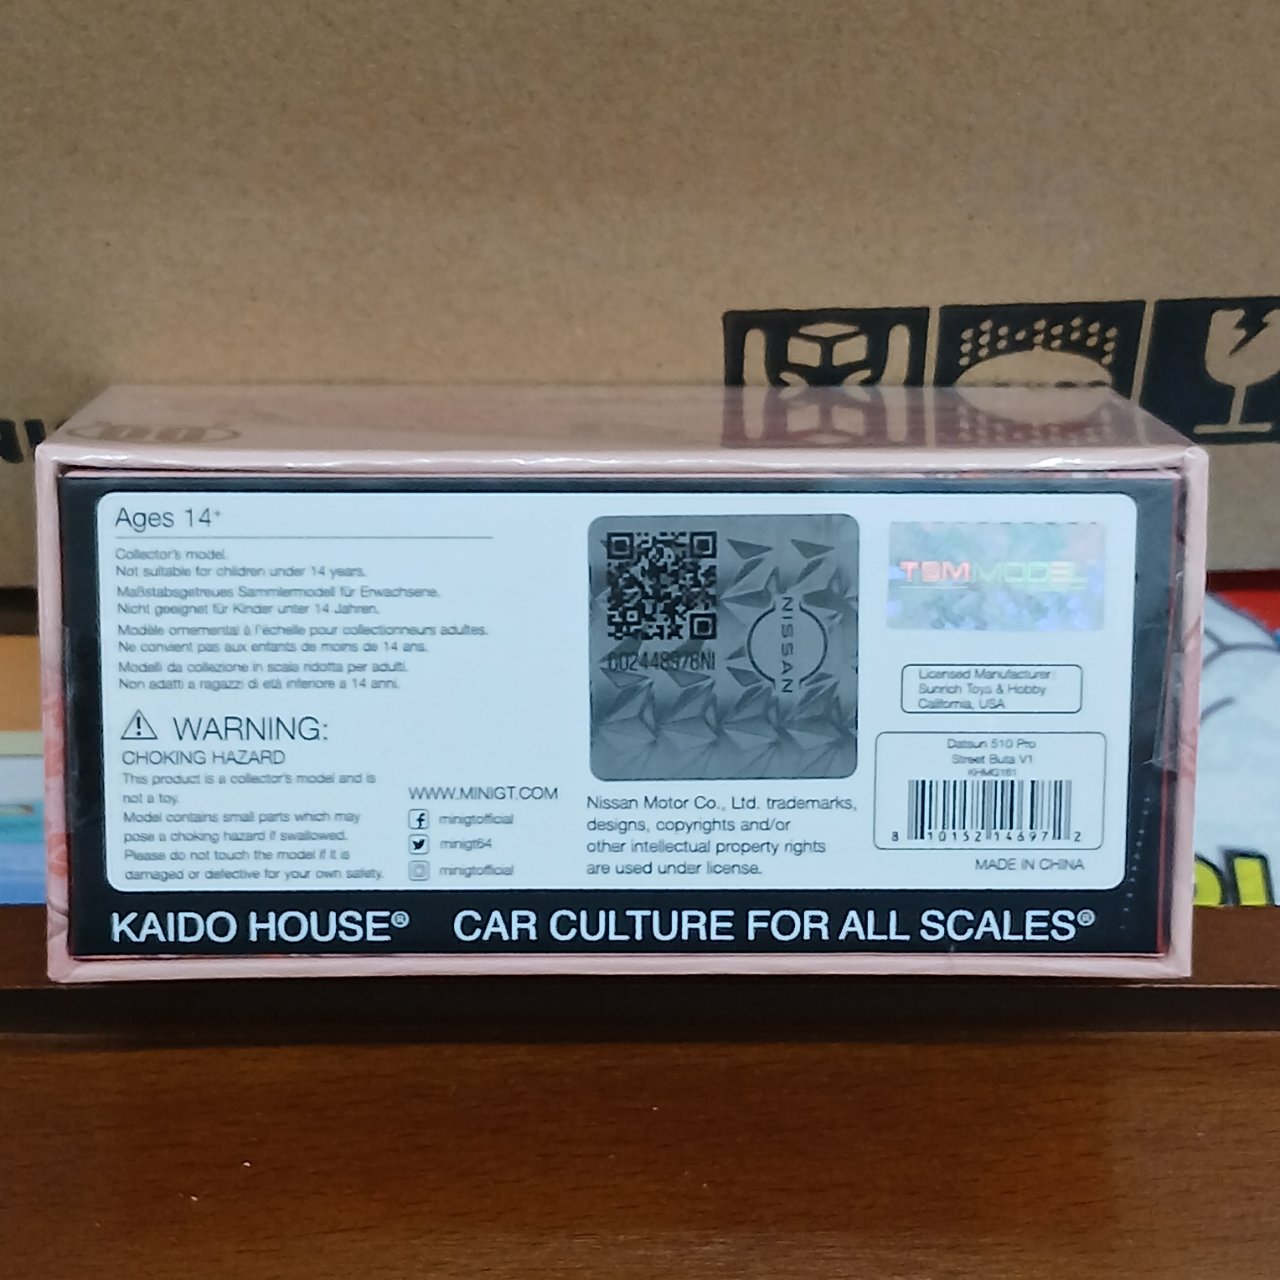 Ages 14+
Collector's model.
Not suitable for children under 14 years.
Maßstabsgetreues Sammlermodell für Erwachsene.
Nicht geeignet für Kinder unter 14 Jahren.
Modèle ornemental à l'échelle pour collectionneurs adultes.
Ne convient pas aux enfants de moins de 14 ans.
Modelli da collezione in scala ridotta per adulti.
Non adatti a ragazzi di età inferiore a 14 anni.
WARNING:
CHOKING HAZARD
This product is a collector's model and is
not a toy.
Model contains small parts which may
pose a choking hazard if swallowed.
Please do not touch the model if it is
damaged or defective for your own safety.
WWW.MINIGT.COM
minigtofficial
minigt64
minigtofficial
NISSAN
Nissan Motor Co., Ltd. trademarks,
designs, copyrights and/or
other intellectual property rights
are used under license.
TSM MODEL
Licensed Manufacturer
Sunrich Toys & Hobby
California, USA
Datsun 510 Pro
Street Buta V1
KHMG161
8 10152 14697 2
MADE IN CHINA
KAIDO HOUSE® CAR CULTURE FOR ALL SCALES®